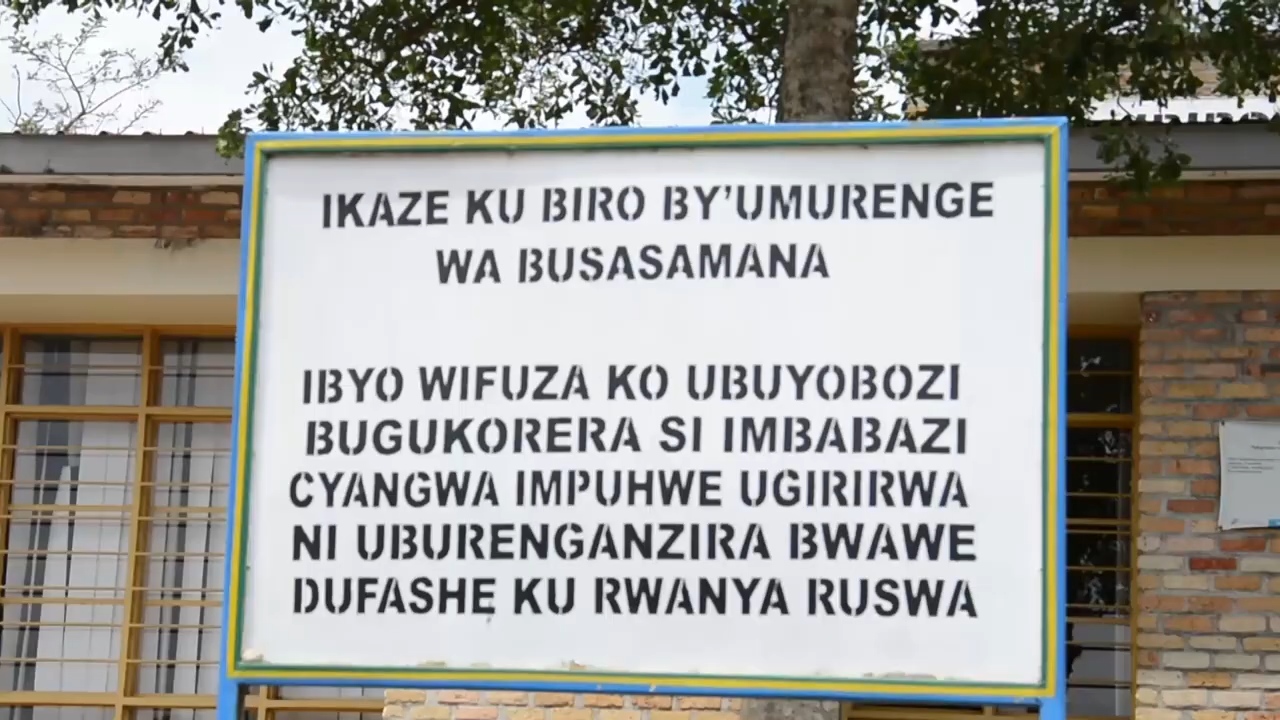 IKAZE KU BIRO BY'UMURENGE
WA BUSASAMANA
IBYO WIFUZA KO UBUYOBOZI
BUGUKORERA SI IMBABAZI
CYANGWA IMPUHWE UGIRIRWA
NI UBURENGANZIRA BWAWE
DUFASHE KU RWANYA RUSWA